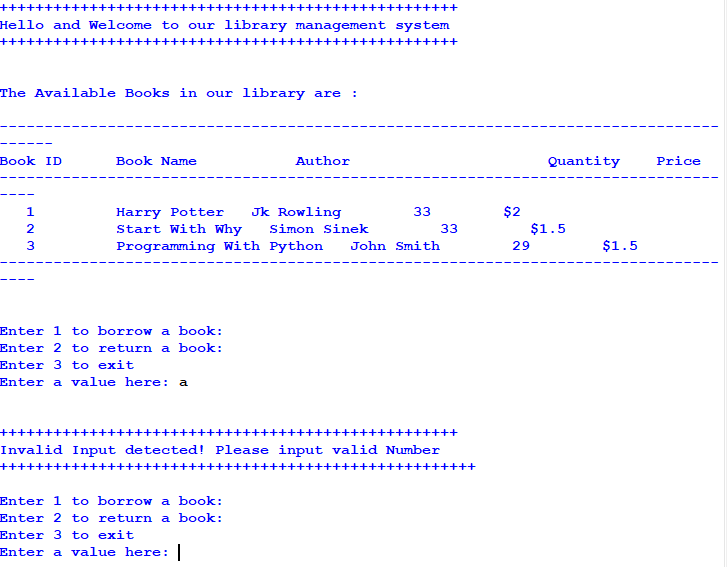 +++++++++++++++++++++++++++++++++++++++++++++++++++
Hello and Welcome to our library management system
+++++++++++++++++++++++++++++++++++++++++++++++++++
The Available Books in our library are :
--------------------------------------------------------------------------------
------
Book ID      Book Name           Author                      Quantity    Price
--------------------------------------------------------------------------------
----
   1         Harry Potter   Jk Rowling        33        $2
   2         Start With Why   Simon Sinek        33        $1.5
   3         Programming With Python   John Smith        29        $1.5
--------------------------------------------------------------------------------
----
Enter 1 to borrow a book:
Enter 2 to return a book:
Enter 3 to exit
Enter a value here: a
+++++++++++++++++++++++++++++++++++++++++++++++++++
Invalid Input detected! Please input valid Number
+++++++++++++++++++++++++++++++++++++++++++++++++++++
Enter 1 to borrow a book:
Enter 2 to return a book:
Enter 3 to exit
Enter a value here: